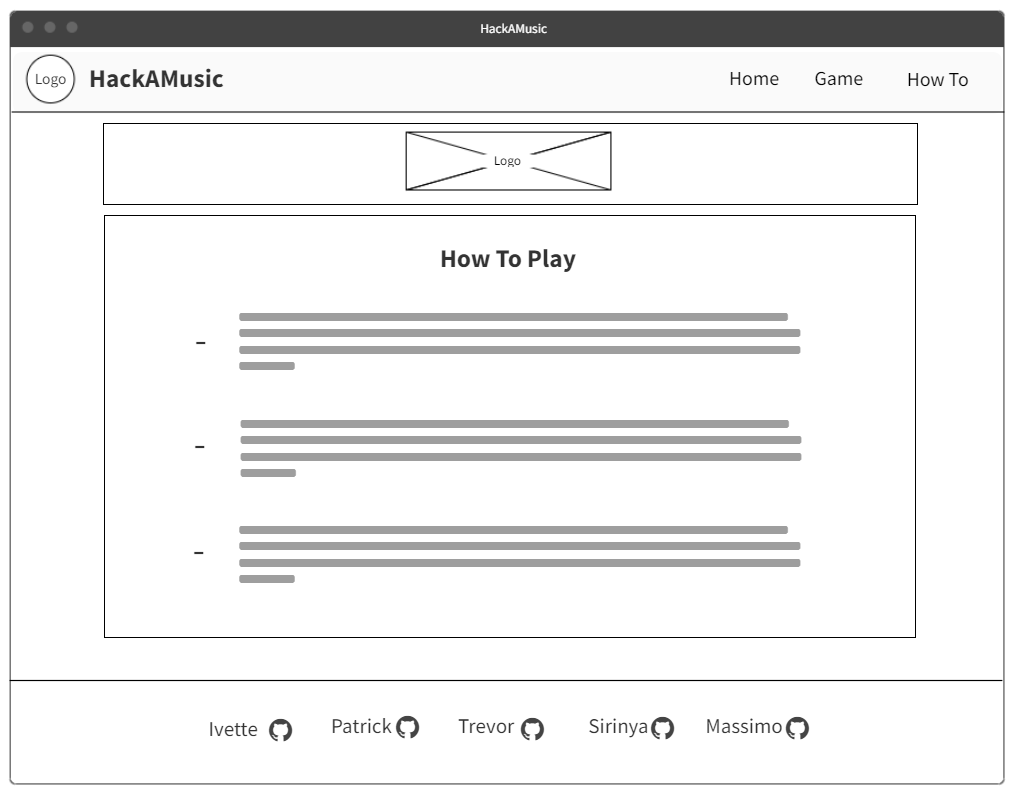 HackAMusic
Logo HackAMusic Home Game How To
Logo
How To Play
–
–
–
Ivette Patrick Trevor Sirinya Massimo